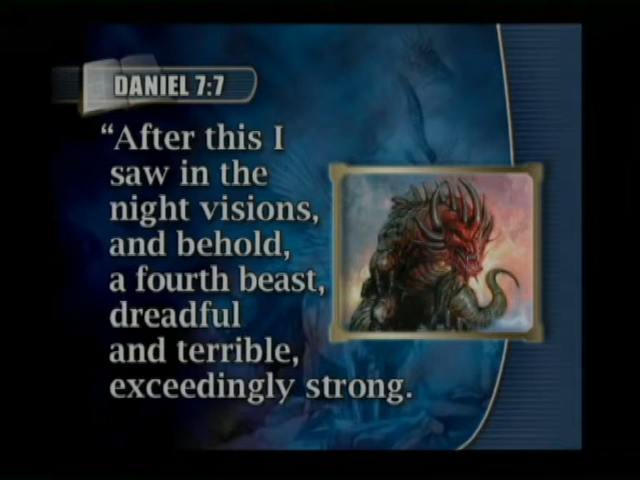 DANIEL 7:7
“After this I
saw in the
night visions,
and behold,
a fourth beast,
dreadful
and terrible,
exceedingly strong.